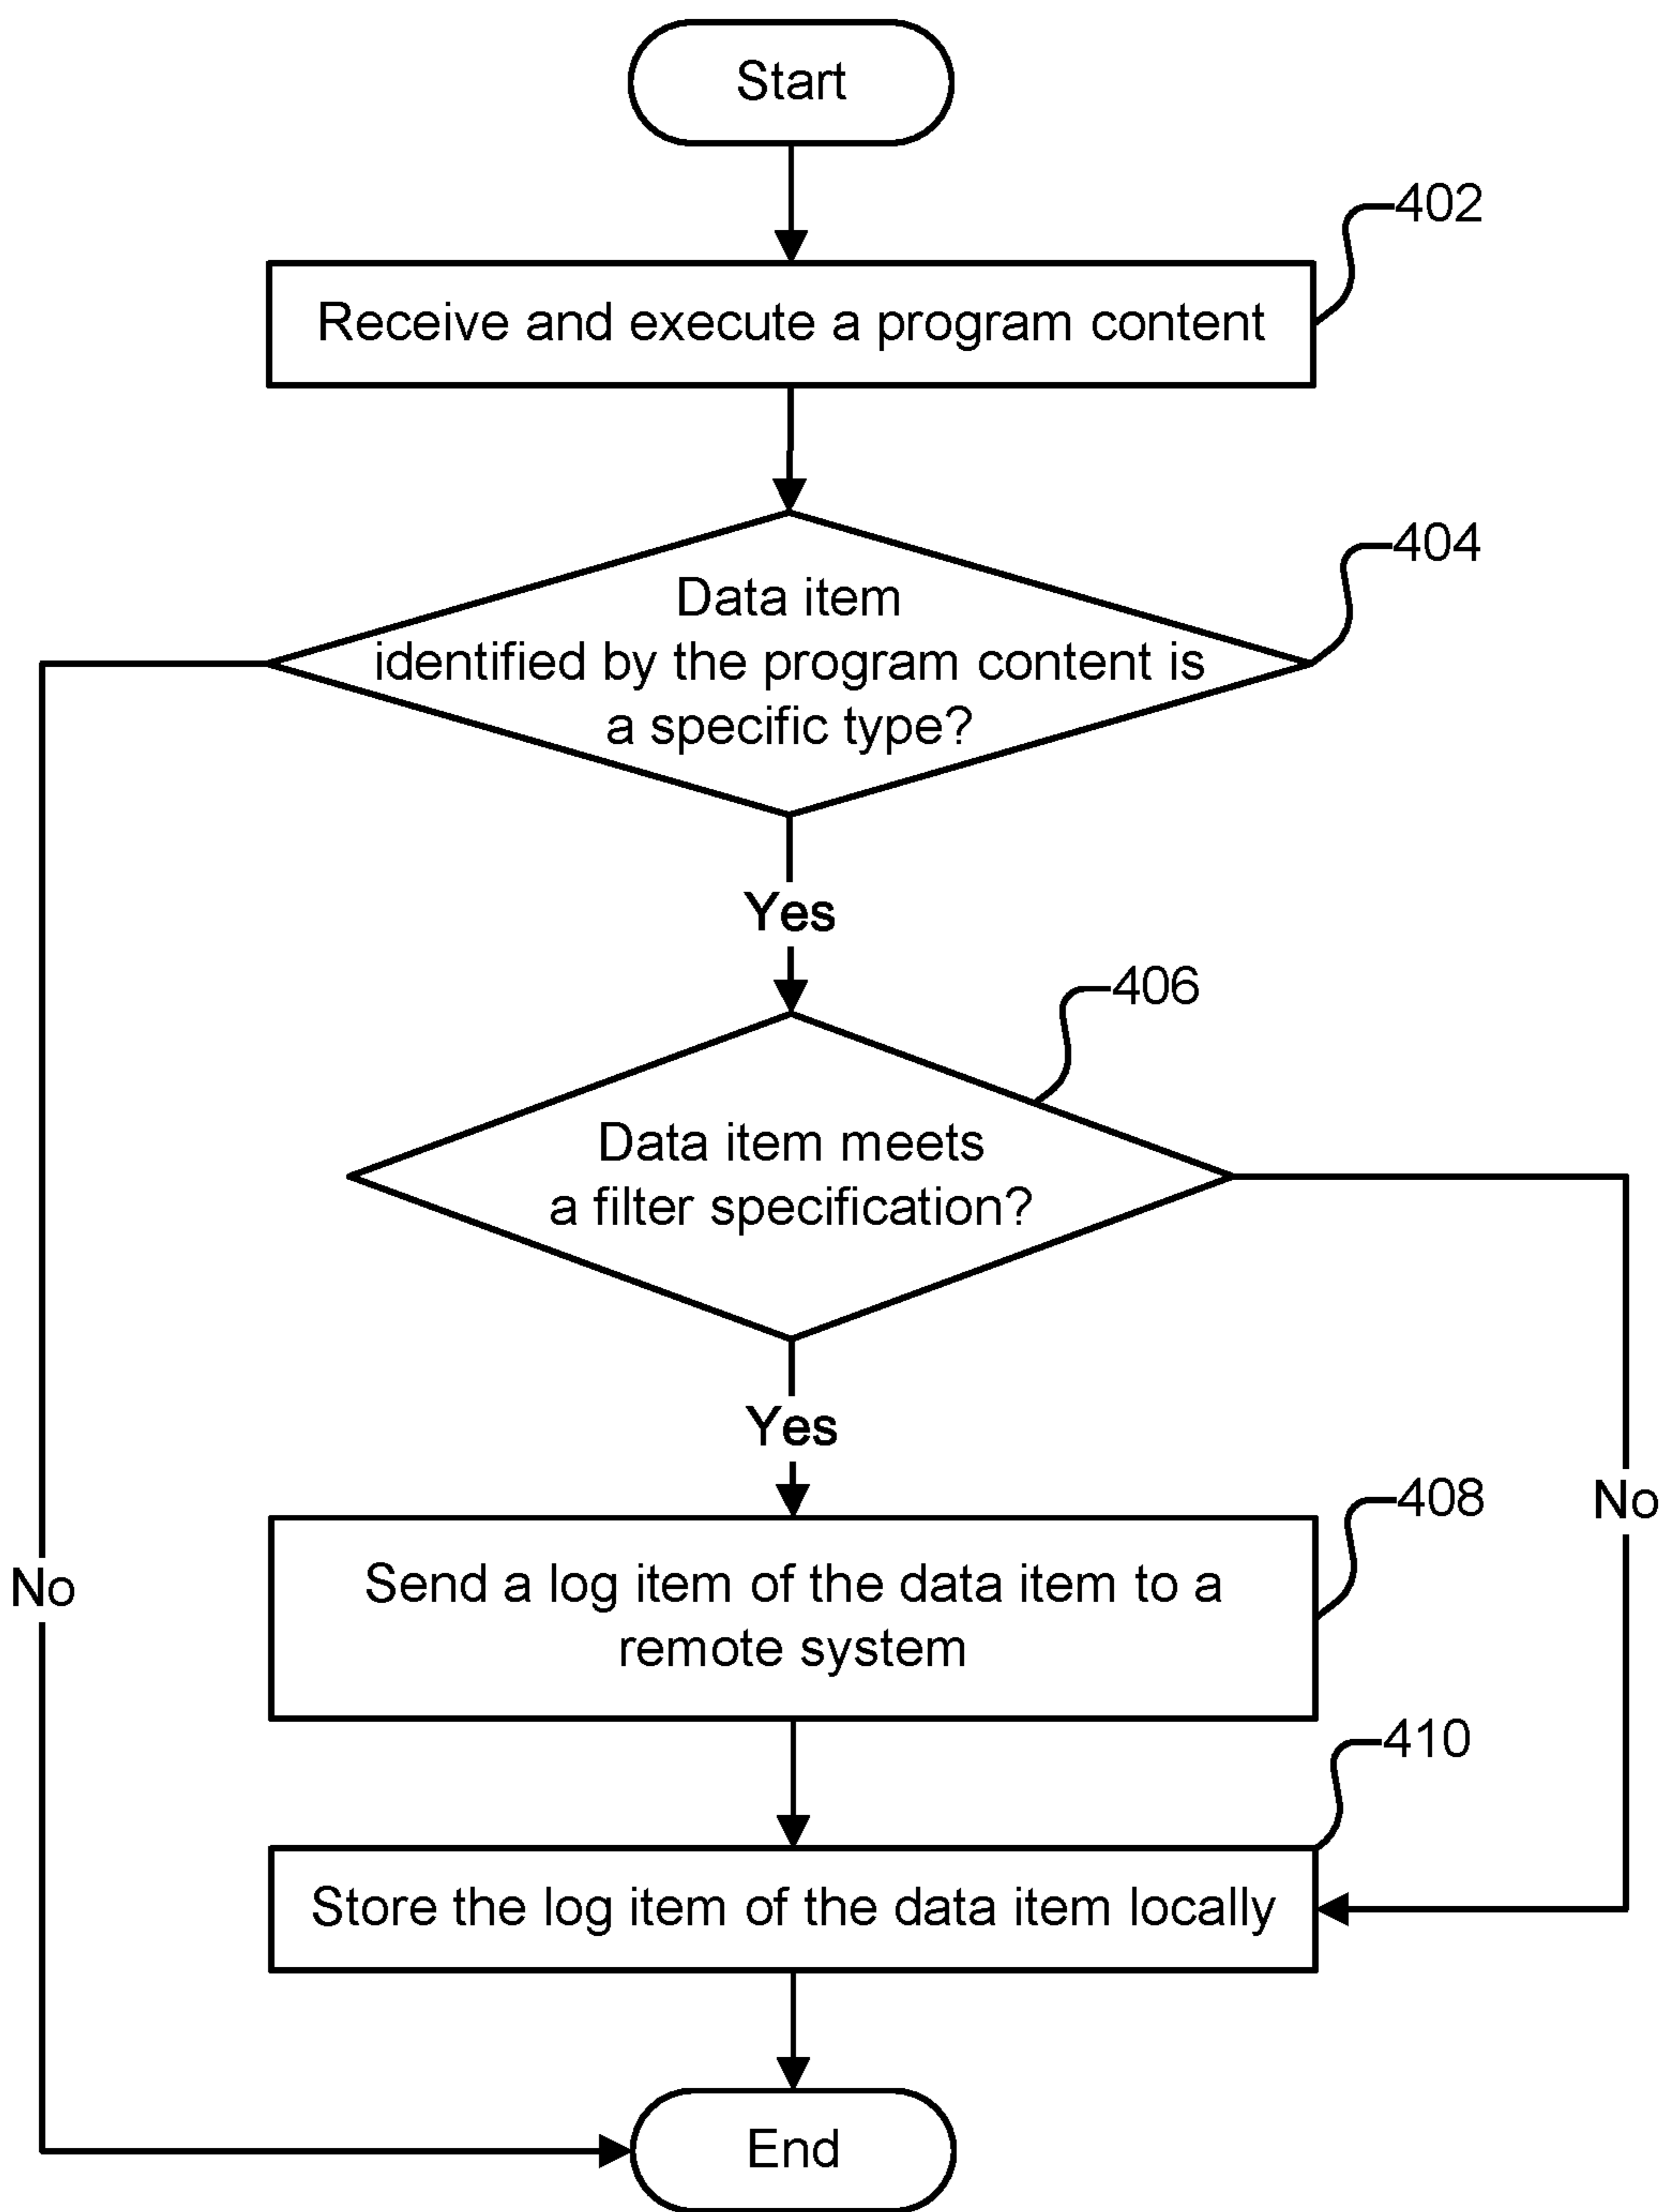 Start
402
Receive and execute a program content
404
Data item
identified by the program content is
a specific type?
Yes
406
Data item meets
a filter specification?
Yes
408
No
Send a log item of the data item to a
remote system
No
410
Store the log item of the data item locally
End